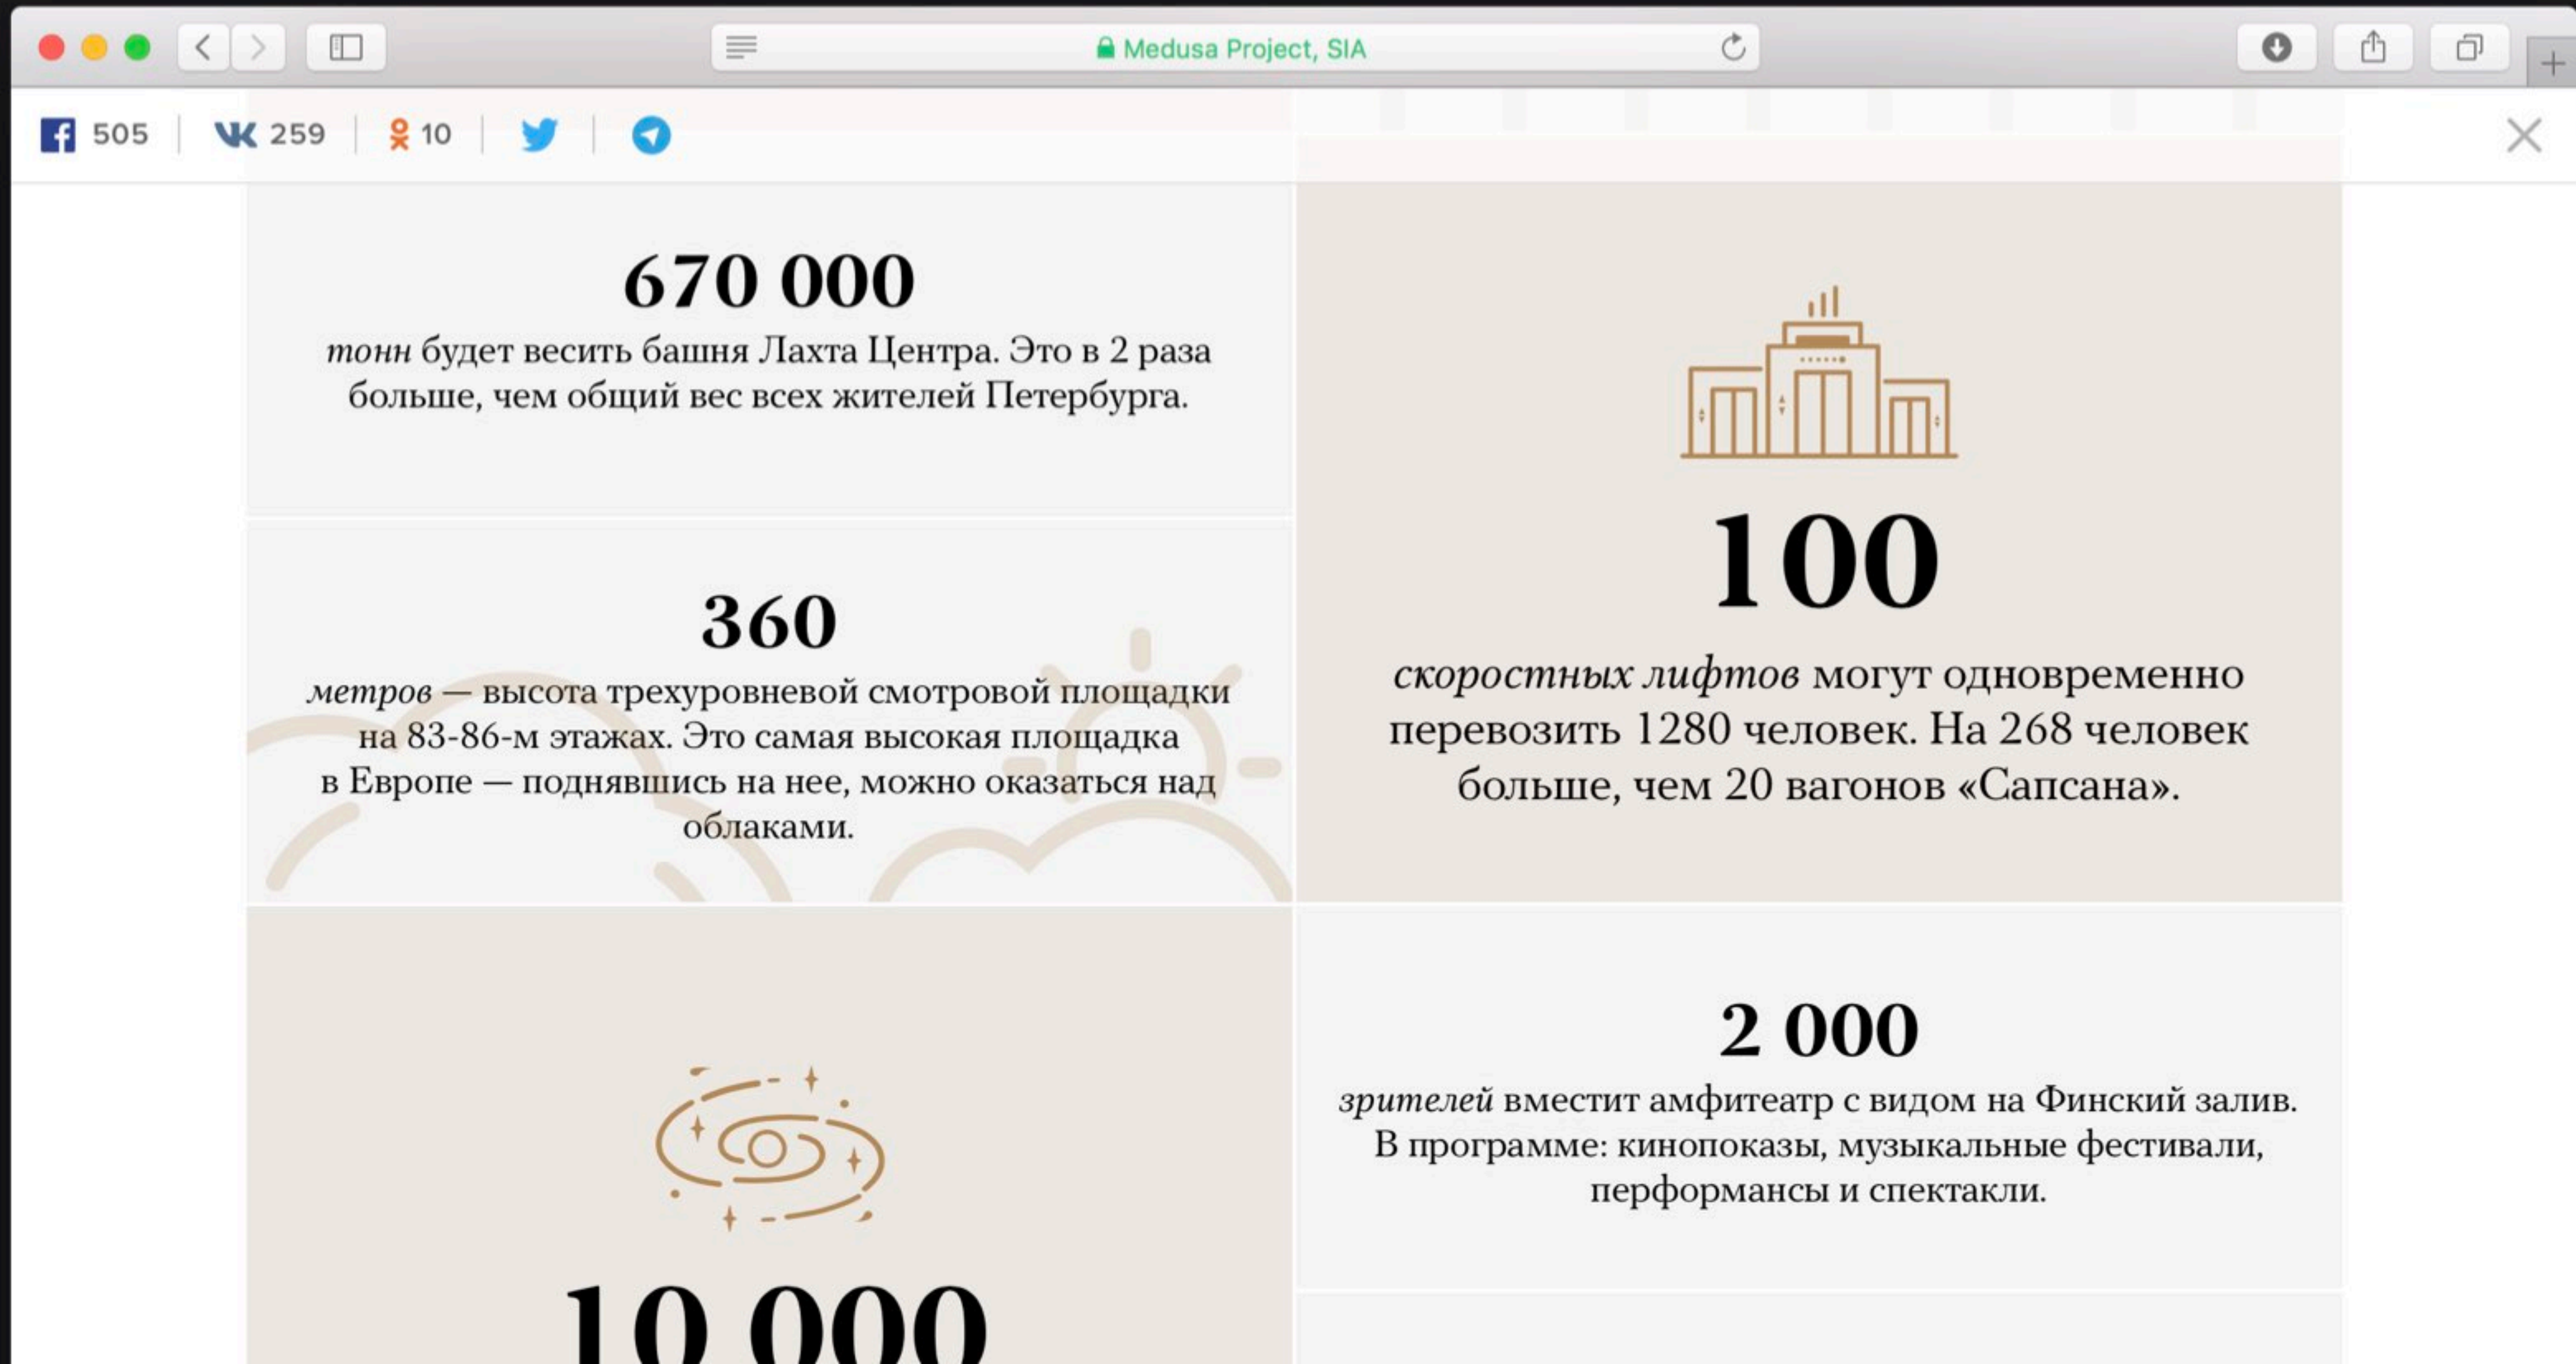 Medusa Project, SIA
505
259
10
670 000
тонн будет весить башня Лахта Центра. Это в 2 раза
больше, чем общий вес всех жителей Петербурга.
360
метров — высота трехуровневой смотровой площадки
на 83-86-м этажах. Это самая высокая площадка
в Европе — поднявшись на нее, можно оказаться над
облаками.
100
скоростных лифтов могут одновременно
перевозить 1280 человек. На 268 человек
больше, чем 20 вагонов «Сапсана».
10 000
2 000
зрителей вместит амфитеатр с видом на Финский залив.
В программе: кинопоказы, музыкальные фестивали,
перформансы и спектакли.